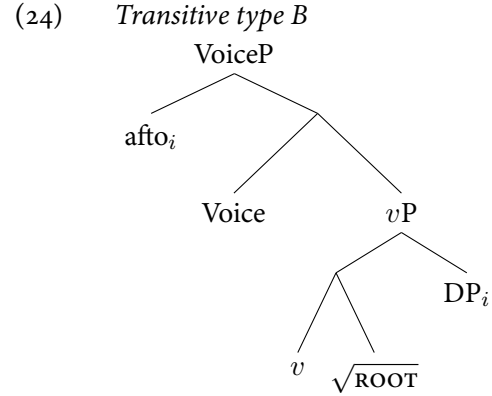 (24) Transitive type B
VoiceP
afto_i
Voice vP
DP_i
v √ROOT